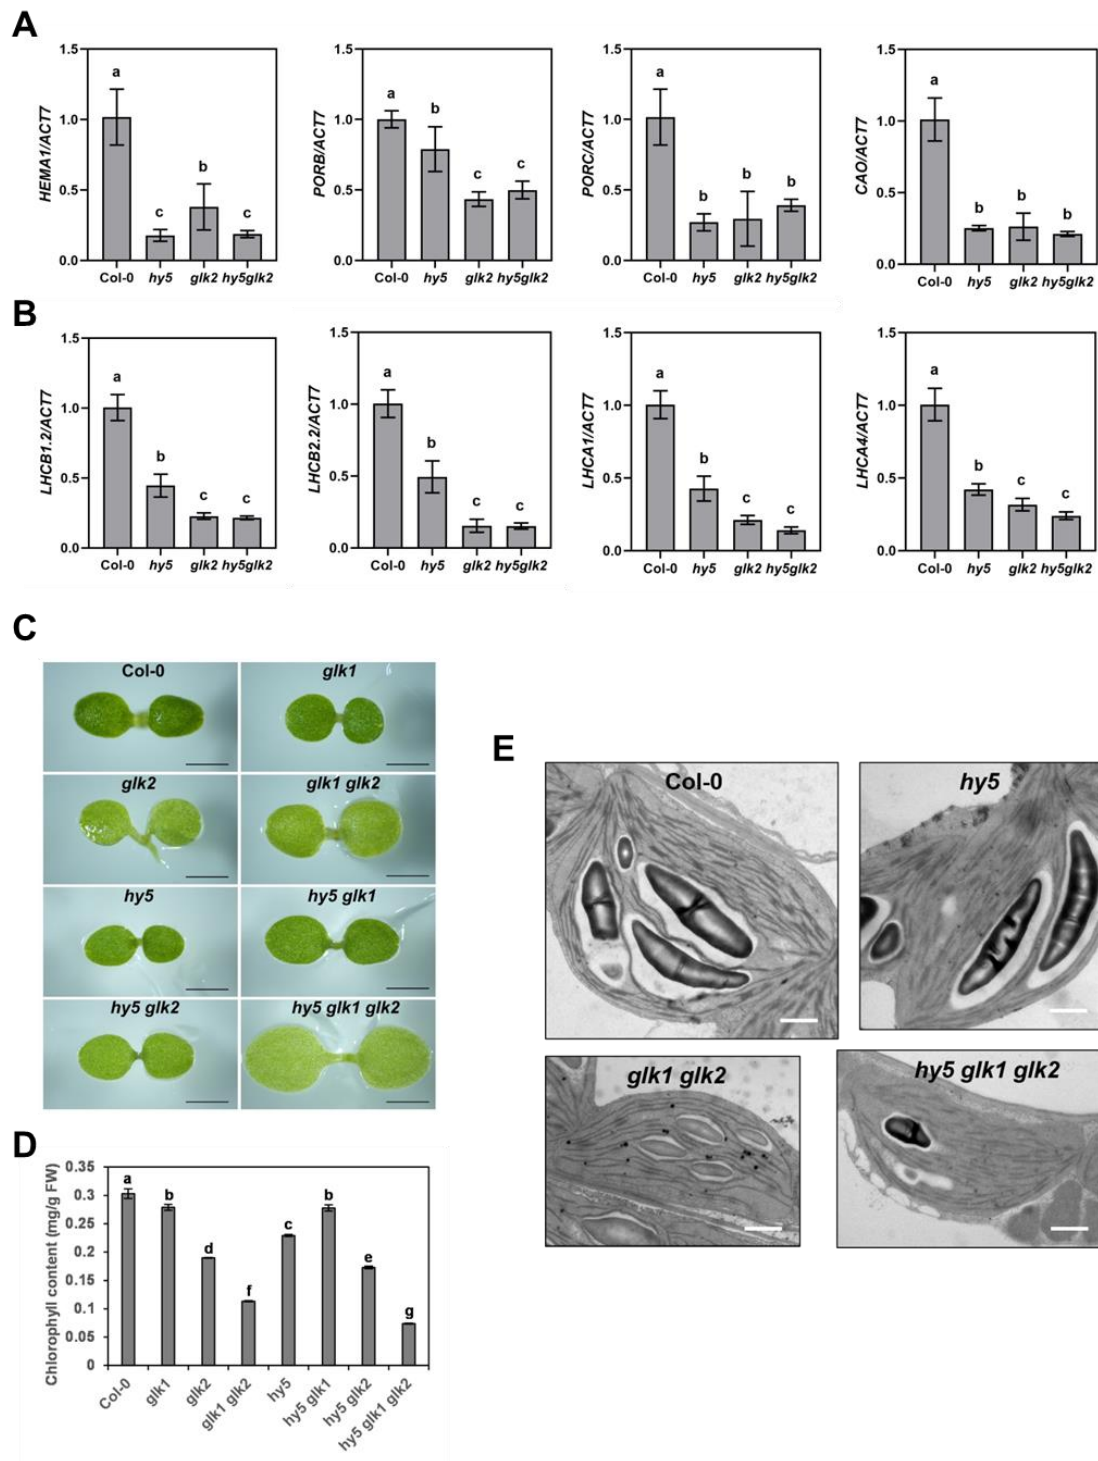 A
HEMA1/ACT7
1.5
1.0
0.5
0.0
a
c
b
c
Col-0 hy5 glk2 hy5glk2
PORB/ACT7
1.5
1.0
0.5
0.0
a
b
c
c
Col-0 hy5 glk2 hy5glk2
PORC/ACT7
1.5
1.0
0.5
0.0
a
b
b
b
Col-0 hy5 glk2 hy5glk2
CAO/ACT7
1.5
1.0
0.5
0.0
a
b
b
b
Col-0 hy5 glk2 hy5glk2
B
LHCB1.2/ACT7
1.5
1.0
0.5
0.0
a
b
c
c
Col-0 hy5 glk2 hy5glk2
LHCB2.2/ACT7
1.5
1.0
0.5
0.0
a
b
c
c
Col-0 hy5 glk2 hy5glk2
LHCA1/ACT7
1.5
1.0
0.5
0.0
a
b
c
c
Col-0 hy5 glk2 hy5glk2
LHCA4/ACT7
1.5
1.0
0.5
0.0
a
b
c
c
Col-0 hy5 glk2 hy5glk2
C
Col-0
glk1
glk2
glk1 glk2
hy5
hy5 glk1
hy5 glk2
hy5 glk1 glk2
D
Chlorophyll content (mg/g FW)
0.35
0.3
0.25
0.2
0.15
0.1
0.05
0
a
b
d
f
c
b
e
g
Col-0
glk1
glk2
glk1 glk2
hy5
hy5 glk1
hy5 glk2
hy5 glk1 glk2
E
Col-0
hy5
glk1 glk2
hy5 glk1 glk2